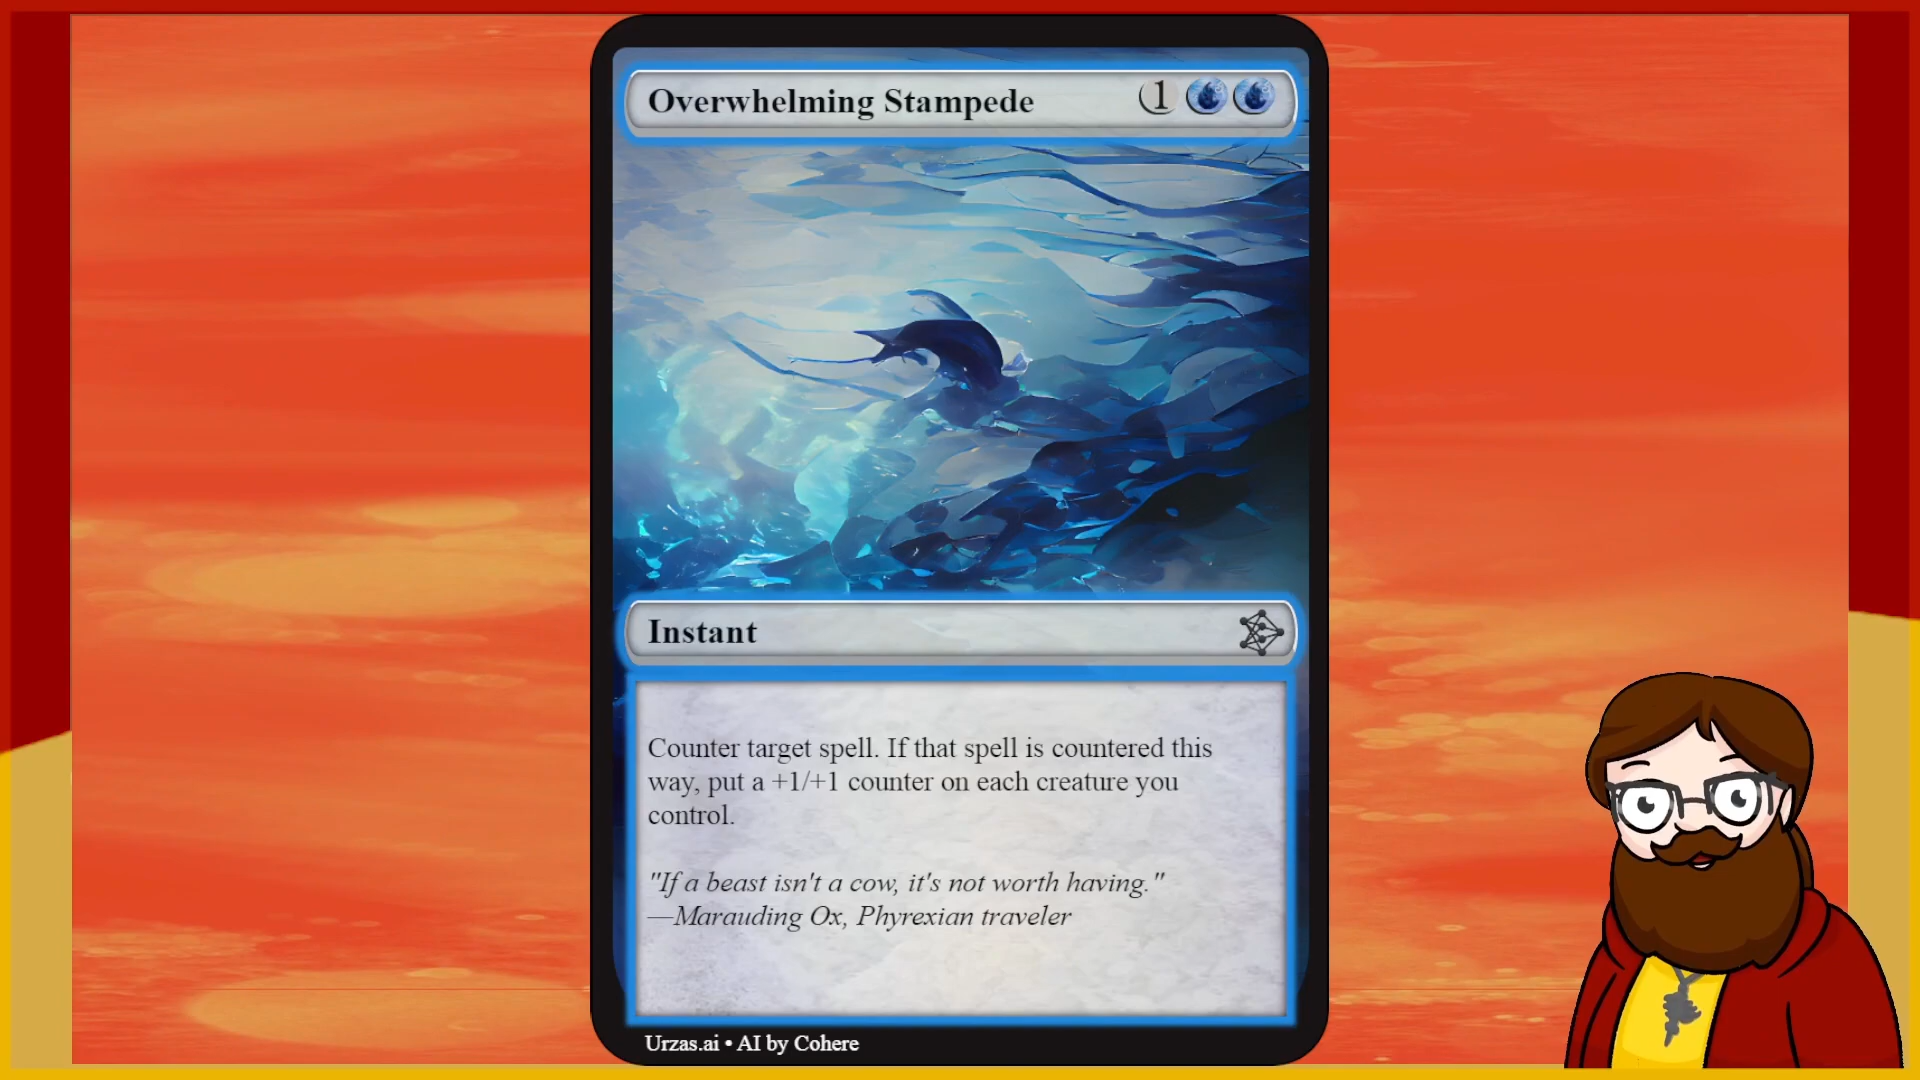 Overwhelming Stampede 1
Instant
Counter target spell. If that spell is countered this
way, put a +1/+1 counter on each creature you
control.
"If a beast isn't a cow, it's not worth having."
—Marauding Ox, Phyrexian traveler
Urzas.ai • AI by Cohere